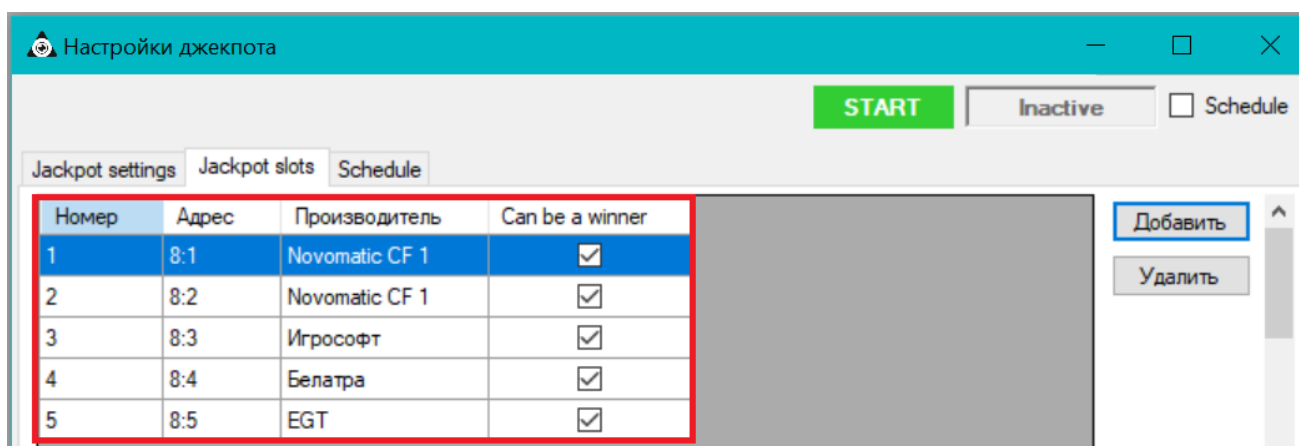 Настройки джекпота
START Inactive Schedule
Jackpot settings Jackpot slots Schedule
Номер Адрес Производитель Can be a winner Добавить
1 8:1 Novomatic CF 1
Удалить
2 8:2 Novomatic CF 1
3 8:3 Игрософт
4 8:4 Белатра
5 8:5 EGT